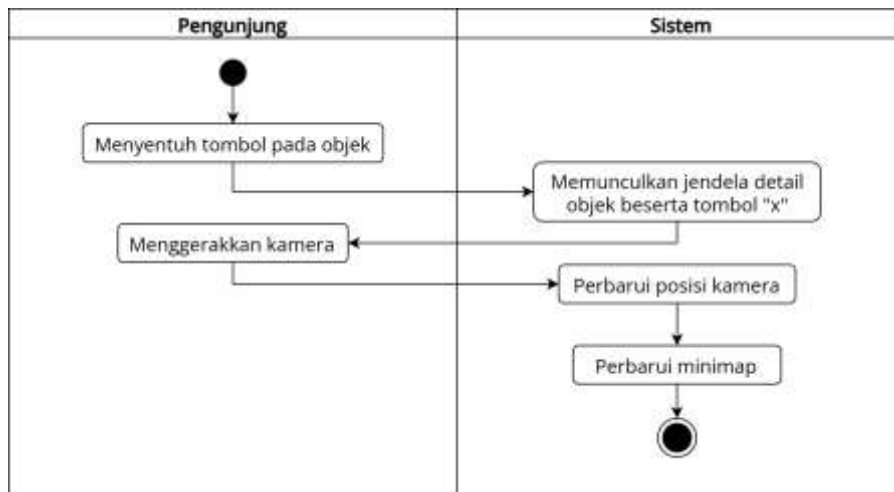 Pengunjung
Sistem
Menyentuh tombol pada objek
Memunculkan jendela detail
objek beserta tombol "x"
Menggerakkan kamera
Perbarui posisi kamera
Perbarui minimap